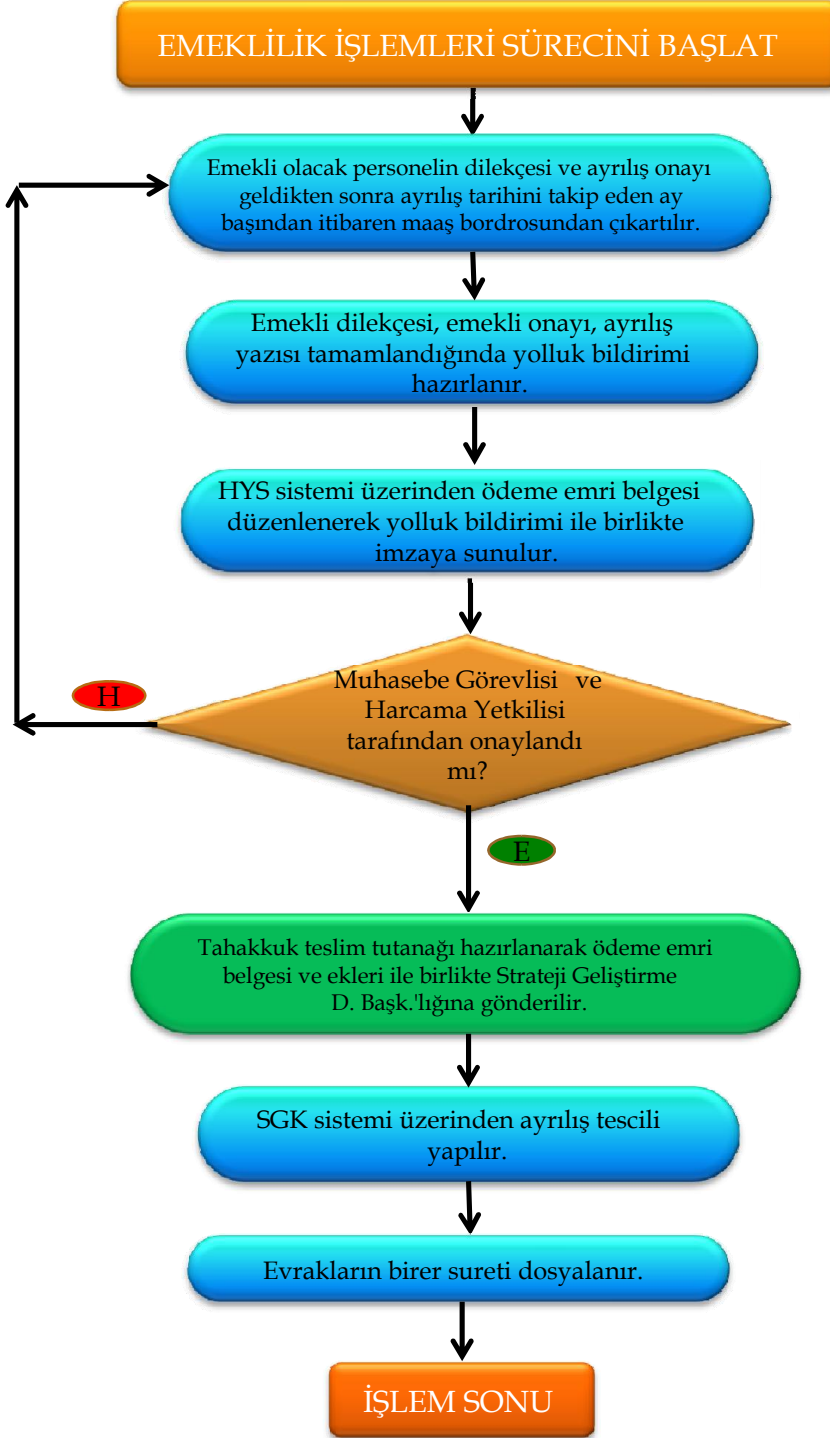 EMEKLİLİK İŞLEMLERİ SÜRECİNİ BAŞLAT
Emekli olacak personelin dilekçesi ve ayrılış onayı
geldikten sonra ayrılış tarihini takip eden ay
başından itibaren maaş bordrosundan çıkartılır.
Emekli dilekçesi, emekli onayı, ayrılış
yazısı tamamlandığında yolluk bildirimi
hazırlanır.
HYS sistemi üzerinden ödeme emri belgesi
düzenlenerek yolluk bildirimi ile birlikte
imzaya sunulur.
Muhasebe Görevlisi ve
Harcama Yetkilisi
tarafından onaylandı
mı?
H
E
Tahakkuk teslim tutanağı hazırlanarak ödeme emri
belgesi ve ekleri ile birlikte Strateji Geliştirme
D. Başk.'lığına gönderilir.
SGK sistemi üzerinden ayrılış tescili
yapılır.
Evrakların birer sureti dosyalanır.
İŞLEM SONU